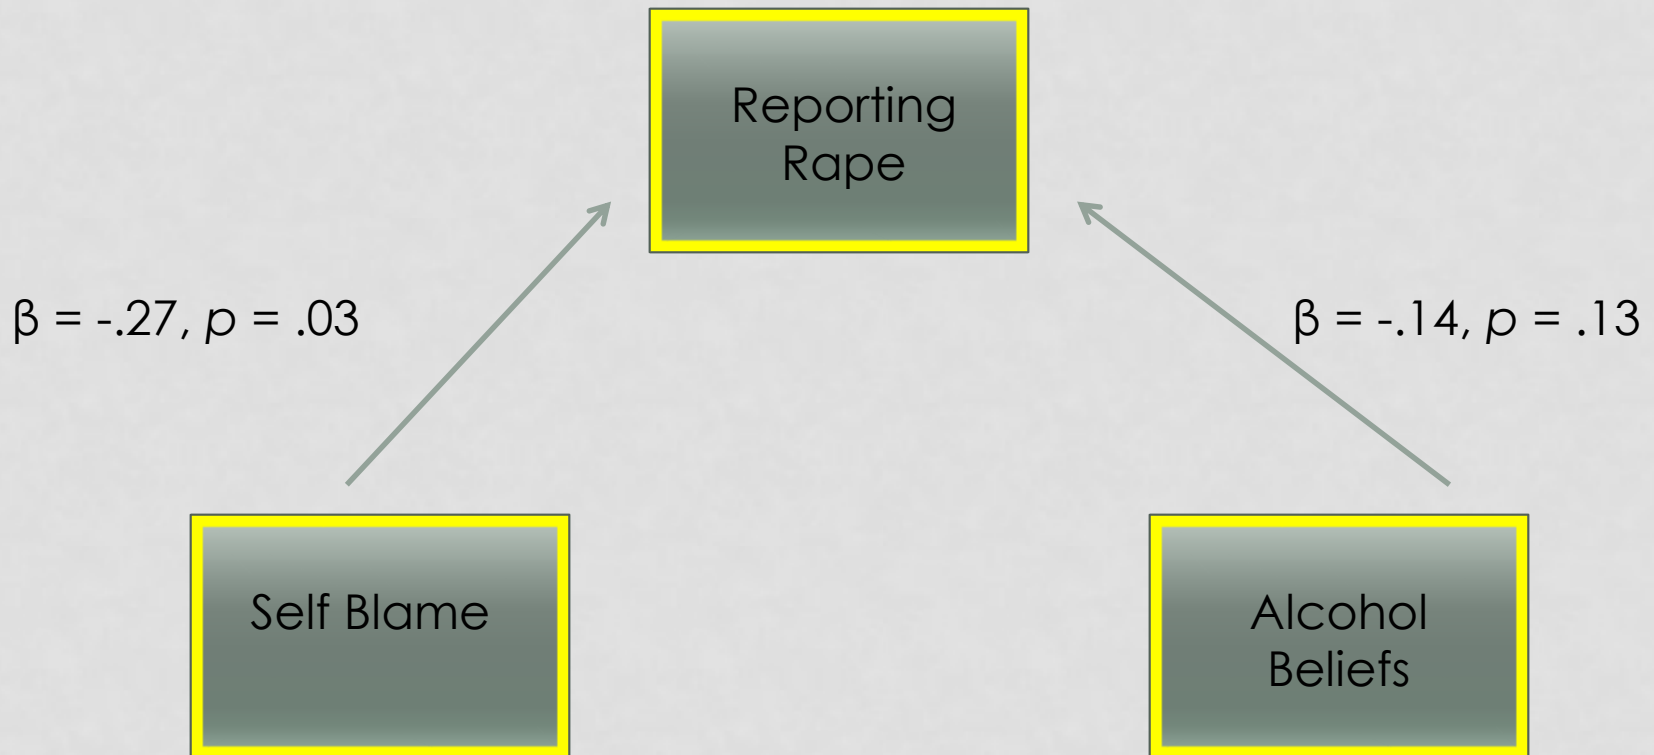 Reporting
Rape
β = -.27, p = .03
β = -.14, p = .13
Self Blame
Alcohol
Beliefs